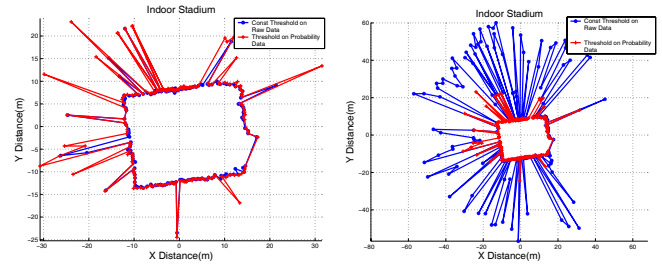 Indoor Stadium
Const Threshold on
Raw Data
Threshold on Probability
Data
20
15
10
5
0
-5
-10
-15
-20
-25
Y Distance(m)
-30
-20
-10
0
10
20
30
X Distance(m)
Indoor Stadium
Const Threshold on
Raw Data
Threshold on Probability
Data
60
40
20
0
-20
-40
Y Distance(m)
-60
-40
-20
0
20
40
60
X Distance(m)